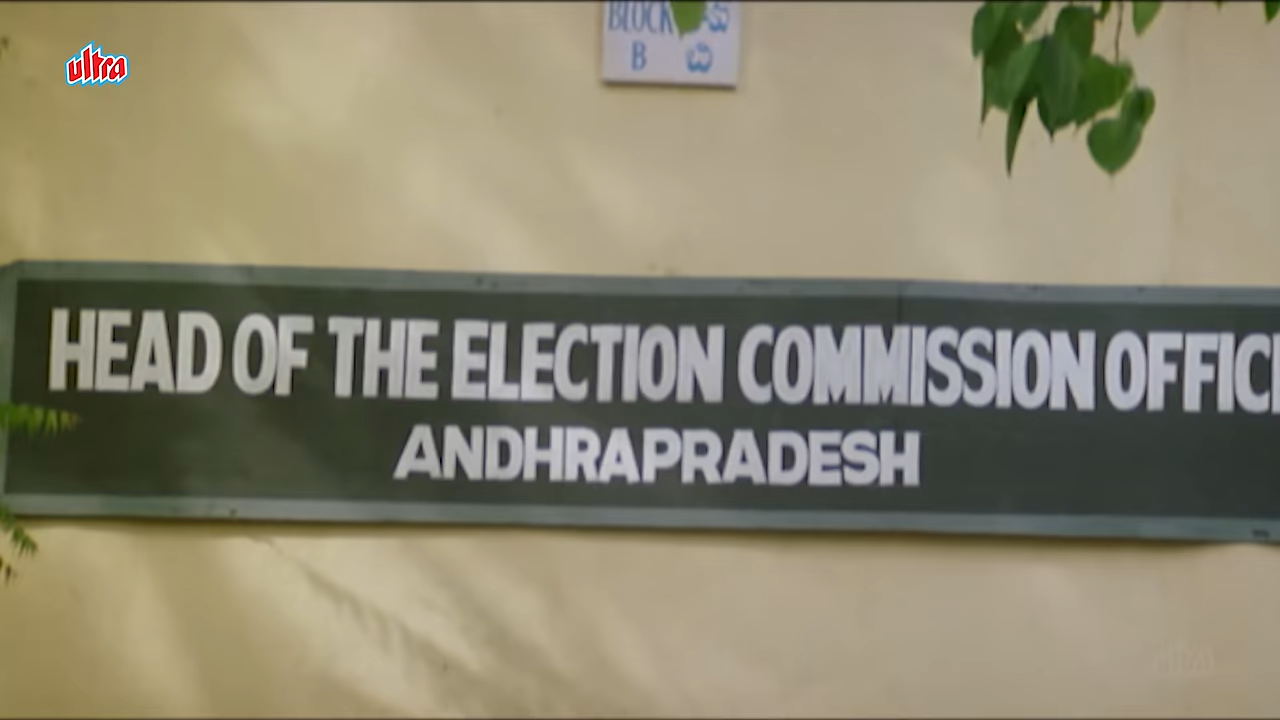 ultra
BLOCK
B బి
HEAD OF THE ELECTION COMMISSION OFFIC
ANDHRAPRADESH